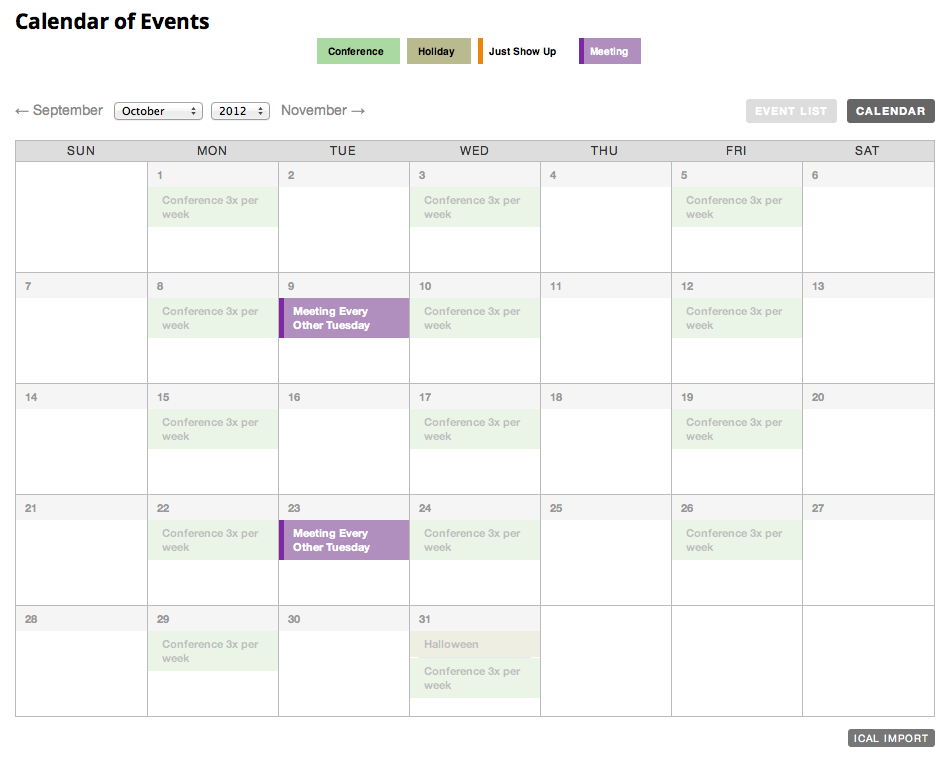 Calendar of Events
Conference Holiday Just Show Up Meeting
← September October 2012 November → EVENT LIST CALENDAR
SUN MON TUE WED THU FRI SAT
1 2 3 4 5 6
Conference 3x per Conference 3x per Conference 3x per
week week week
7 8 9 10 11 12 13
Conference 3x per Meeting Every Conference 3x per Conference 3x per
week Other Tuesday week week
14 15 16 17 18 19 20
Conference 3x per Conference 3x per Conference 3x per
week week week
21 22 23 24 25 26 27
Conference 3x per Meeting Every Conference 3x per Conference 3x per
week Other Tuesday week week
28 29 30 31
Conference 3x per Halloween
week
Conference 3x per
week
ICAL IMPORT